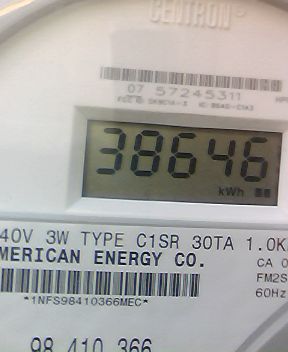 CENTRON®
07 57245311
38646
kWh
40V 3W TYPE C1SR 30TA 1.0K
MERICAN ENERGY CO.
CA 0
FM2S
60Hz
*1NFS98410366MEC*
98 410 366